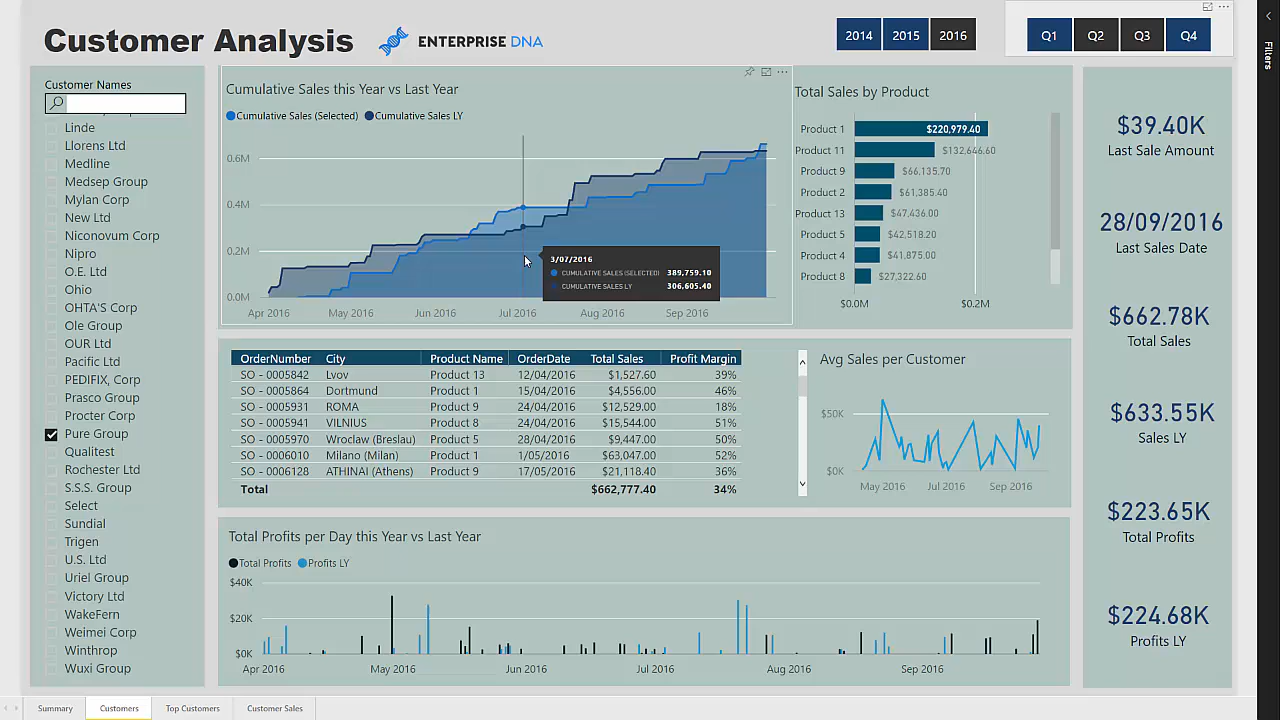 Customer Analysis
ENTERPRISE DNA
2014 2015 2016
Q1 Q2 Q3 Q4
Filters
Customer Names
Linde
Llorens Ltd
Medline
Medsep Group
Mylan Corp
New Ltd
Niconovum Corp
Nipro
O.E. Ltd
Ohio
OHTA'S Corp
Ole Group
OUR Ltd
Pacific Ltd
PEDIFIX, Corp
Prasco Group
Procter Corp
Pure Group
Qualitest
Rochester Ltd
S.S.S. Group
Select
Sundial
Trigen
U.S. Ltd
Uriel Group
Victory Ltd
WakeFern
Weimei Corp
Winthrop
Wuxi Group
Cumulative Sales this Year vs Last Year
Cumulative Sales (Selected) Cumulative Sales LY
0.6M
0.4M
0.2M
0.0M
Apr 2016 May 2016 Jun 2016 Jul 2016 Aug 2016 Sep 2016
3/07/2016
CUMULATIVE SALES (SELECTED) 389,759.10
CUMULATIVE SALES LY 306,605.40
Total Sales by Product
Product 1 $220,979.40
Product 11 $132,646.60
Product 9 $66,135.70
Product 2 $61,385.40
Product 13 $47,436.00
Product 5 $42,518.20
Product 4 $41,875.00
Product 8 $27,322.60
$0.0M $0.2M
OrderNumber City Product Name OrderDate Total Sales Profit Margin
SO - 0005842 Lvov Product 13 12/04/2016 $1,527.60 39%
SO - 0005864 Dortmund Product 1 15/04/2016 $4,556.00 46%
SO - 0005931 ROMA Product 9 24/04/2016 $12,529.00 18%
SO - 0005941 VILNIUS Product 8 24/04/2016 $15,544.00 51%
SO - 0005970 Wroclaw (Breslau) Product 5 28/04/2016 $9,447.00 50%
SO - 0006010 Milano (Milan) Product 1 1/05/2016 $63,047.00 52%
SO - 0006128 ATHINAI (Athens) Product 9 17/05/2016 $21,118.40 36%
Total $662,777.40 34%
Avg Sales per Customer
$50K
$0K
May 2016 Jul 2016 Sep 2016
Total Profits per Day this Year vs Last Year
Total Profits Profits LY
$40K
$20K
$0K
Apr 2016 May 2016 Jun 2016 Jul 2016 Aug 2016 Sep 2016
$39.40K
Last Sale Amount
28/09/2016
Last Sales Date
$662.78K
Total Sales
$633.55K
Sales LY
$223.65K
Total Profits
$224.68K
Profits LY
Summary Customers Top Customers Customer Sales